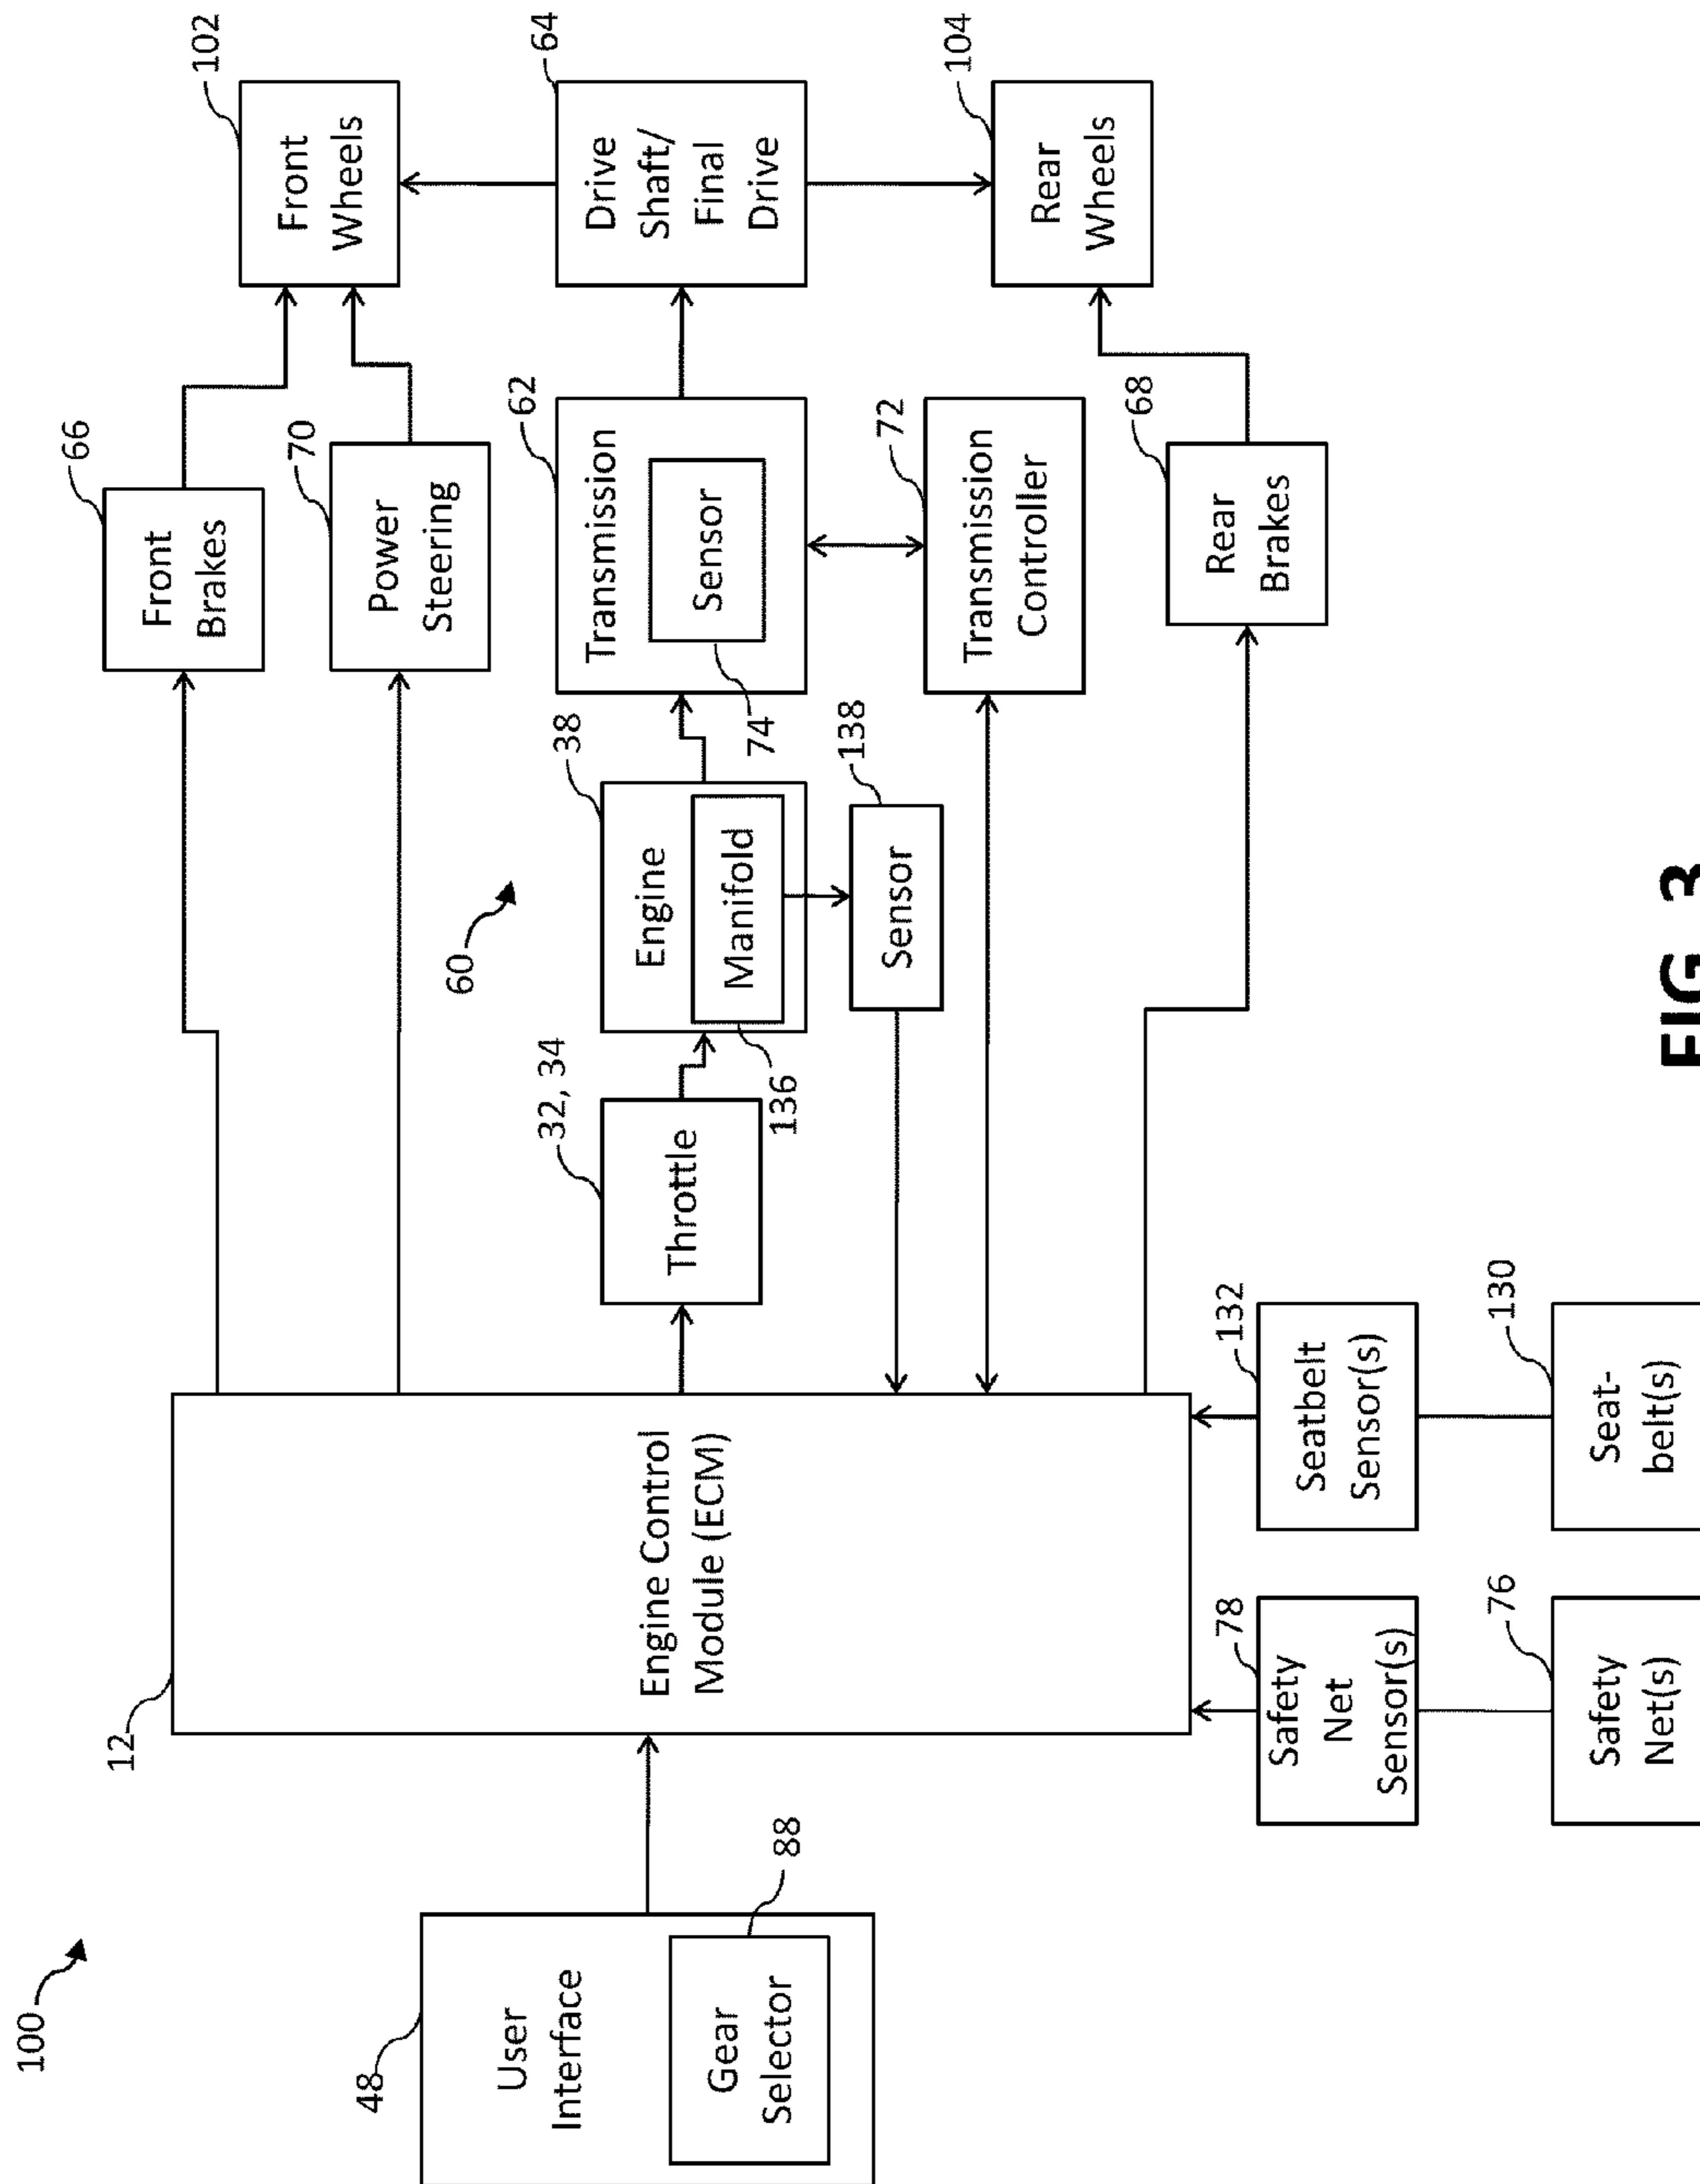 100
48
User
Interface
Gear
Selector
88
12
Engine Control
Module (ECM)
78
Safety
Net
Sensor(s)
76
Safety
Net(s)
132
Seatbelt
Sensor(s)
130
Seat-
belt(s)
60
32, 34
Throttle
38
Engine
Manifold
136
138
Sensor
66
Front
Brakes
70
Power
Steering
62
Transmission
Sensor
74
72
Transmission
Controller
68
Rear
Brakes
102
Front
Wheels
64
Drive
Shaft/
Final
Drive
104
Rear
Wheels
FIG 3